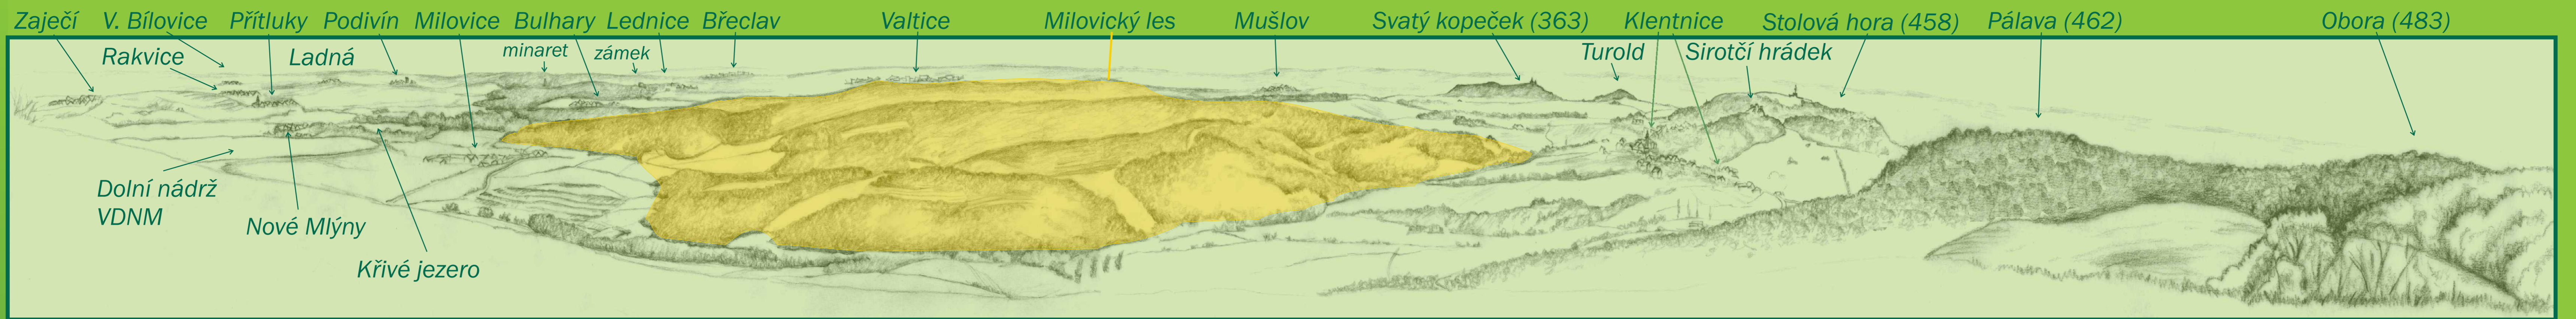 Zaječí
V. Bílovice
Přítluky
Podivín
Milovice
Bulhary
Lednice
Břeclav
Valtice
Milovický les
Mušlov
Svatý kopeček (363)
Klentnice
Stolová hora (458)
Pálava (462)
Obora (483)
Rakvice
Ladná
minaret
zámek
Turold
Sirotčí hrádek
Dolní nádrž
VDNM
Nové Mlýny
Křivé jezero